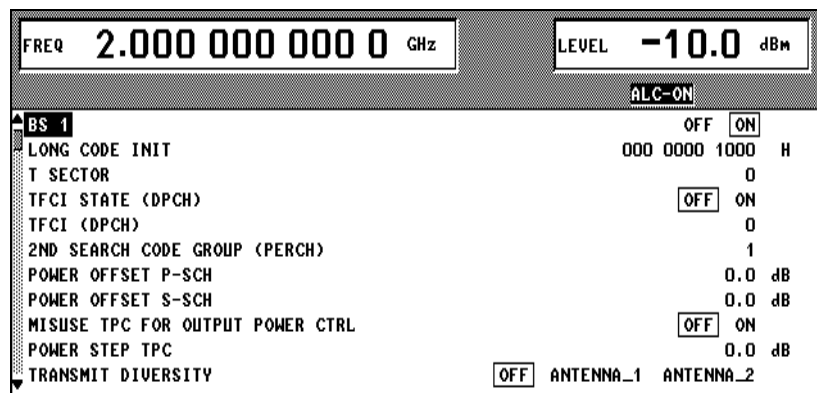 FREQ 2.000 000 000 0 GHz LEVEL -10.0 dBm
ALC-ON
BS 1 OFF ON
LONG CODE INIT 000 0000 1000 H
T SECTOR 0
TFCI STATE (DPCH) OFF ON
TFCI (DPCH) 0
2ND SEARCH CODE GROUP (PERCH) 1
POWER OFFSET P-SCH 0.0 dB
POWER OFFSET S-SCH 0.0 dB
MISUSE TPC FOR OUTPUT POWER CTRL OFF ON
POWER STEP TPC 0.0 dB
TRANSMIT DIVERSITY OFF ANTENNA_1 ANTENNA_2